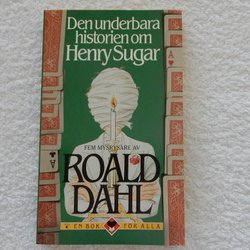 Den underbara
historien om
Henry Sugar
FEM MYSRYSARE AV
ROALD
DAHL
EN BOK FÖR ALLA